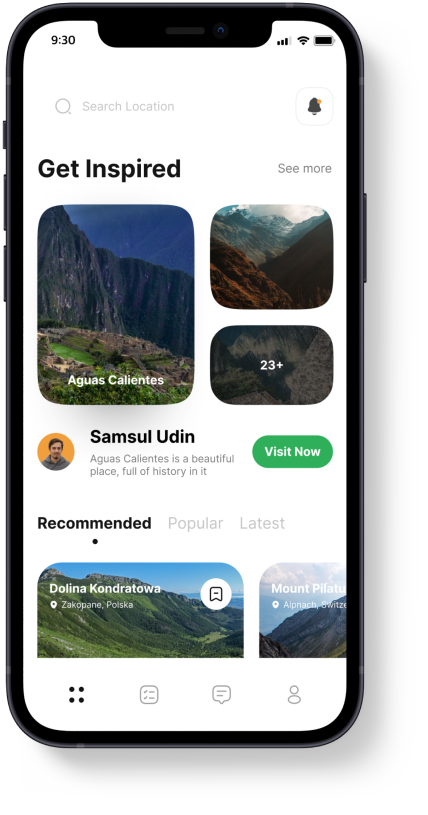 9:30
Search Location
Get Inspired
See more
Aguas Calientes
23+
Samsul Udin
Aguas Calientes is a beautiful
place, full of history in it
Visit Now
Recommended
Popular
Latest
Dolina Kondratowa
Zakopane, Polska
Mount Pilatu
Alpnach, Switze